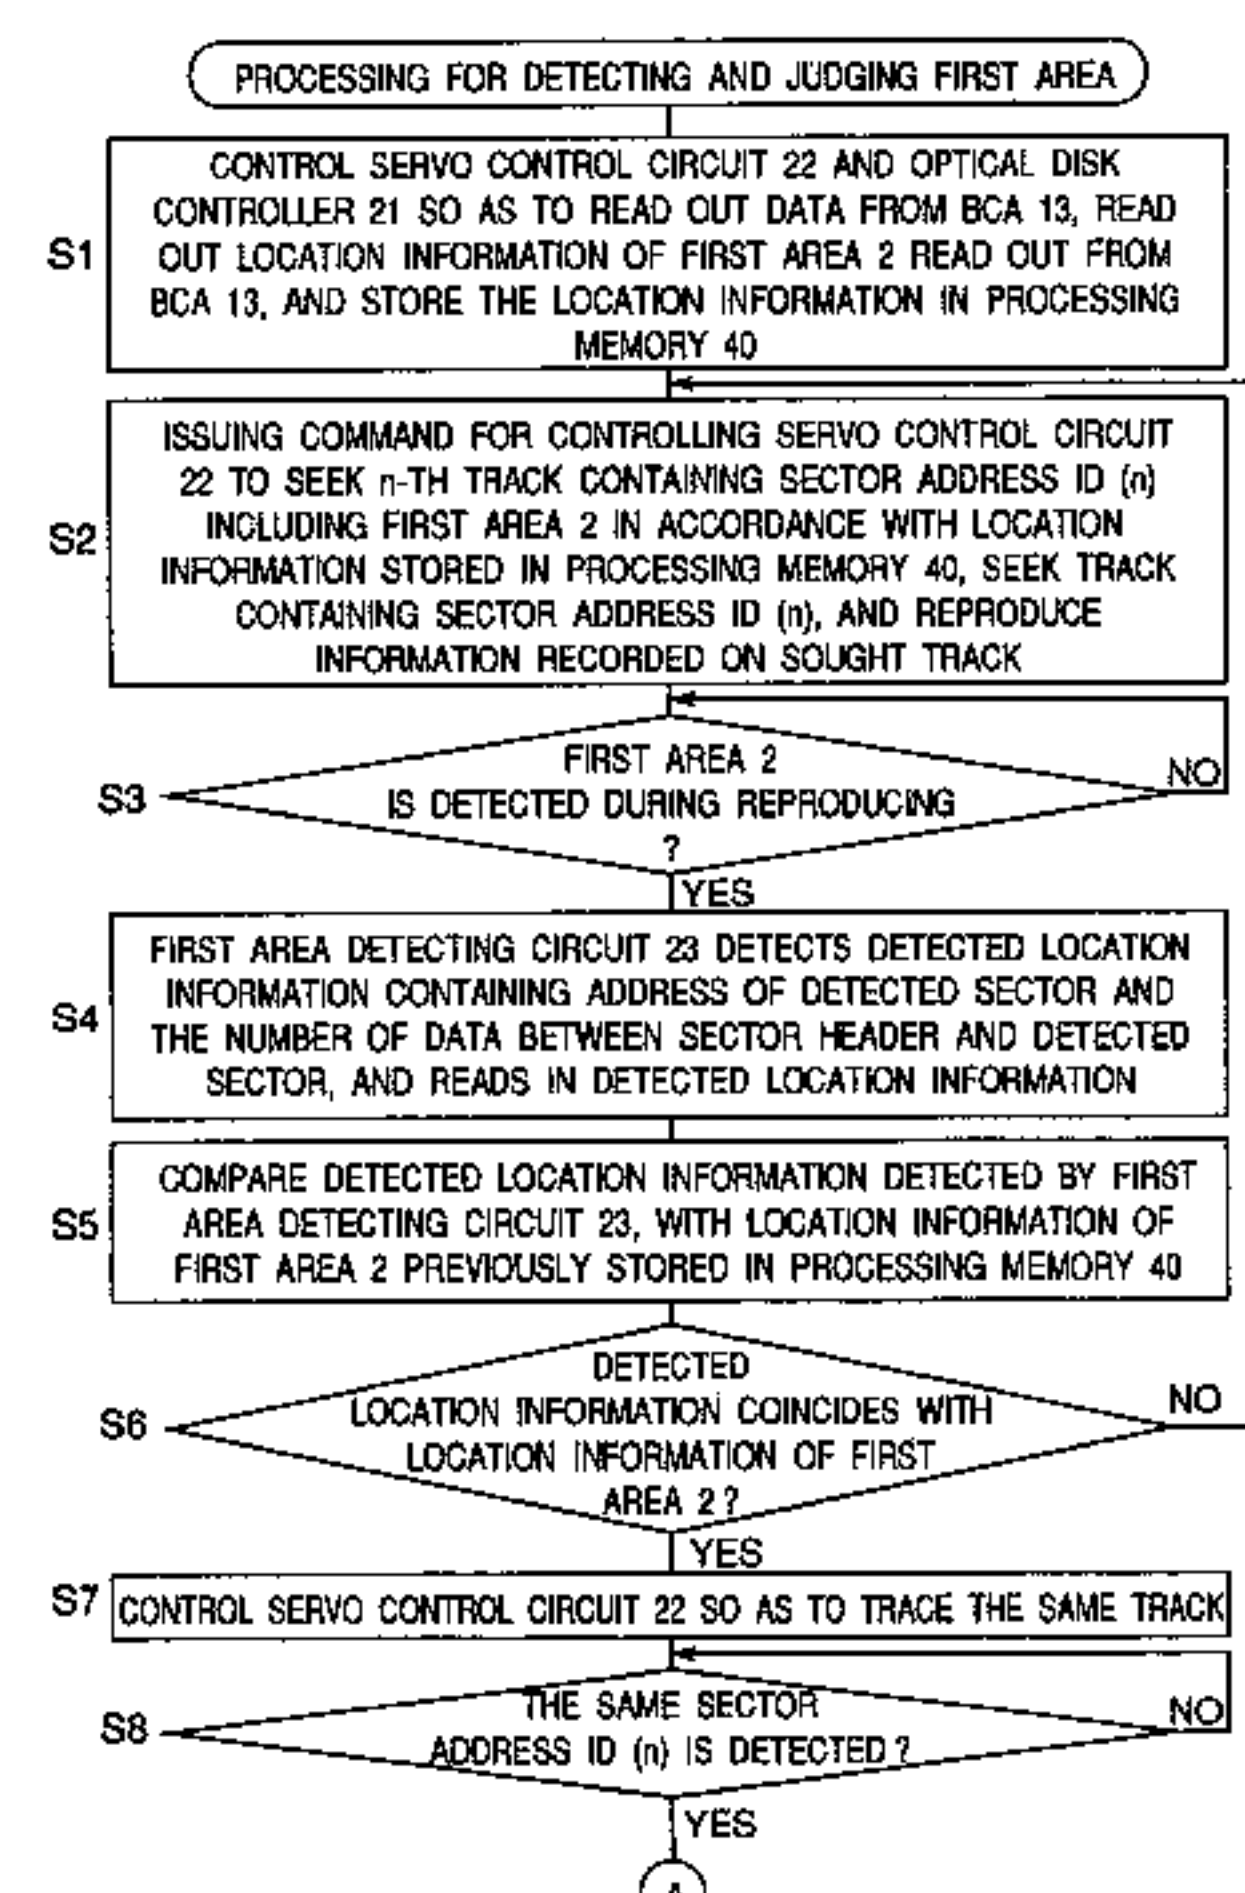 PROCESSING FOR DETECTING AND JUDGING FIRST AREA
S1
CONTROL SERVO CONTROL CIRCUIT 22 AND OPTICAL DISK
CONTROLLER 21 SO AS TO READ OUT DATA FROM BCA 13, READ
OUT LOCATION INFORMATION OF FIRST AREA 2 READ OUT FROM
BCA 13, AND STORE THE LOCATION INFORMATION IN PROCESSING
MEMORY 40
S2
ISSUING COMMAND FOR CONTROLLING SERVO CONTROL CIRCUIT
22 TO SEEK n-TH TRACK CONTAINING SECTOR ADDRESS ID (n)
INCLUDING FIRST AREA 2 IN ACCORDANCE WITH LOCATION
INFORMATION STORED IN PROCESSING MEMORY 40, SEEK TRACK
CONTAINING SECTOR ADDRESS ID (n), AND REPRODUCE
INFORMATION RECORDED ON SOUGHT TRACK
S3
FIRST AREA 2
IS DETECTED DURING REPRODUCING
?
NO
YES
S4
FIRST AREA DETECTING CIRCUIT 23 DETECTS DETECTED LOCATION
INFORMATION CONTAINING ADDRESS OF DETECTED SECTOR AND
THE NUMBER OF DATA BETWEEN SECTOR HEADER AND DETECTED
SECTOR, AND READS IN DETECTED LOCATION INFORMATION
S5
COMPARE DETECTED LOCATION INFORMATION DETECTED BY FIRST
AREA DETECTING CIRCUIT 23, WITH LOCATION INFORMATION OF
FIRST AREA 2 PREVIOUSLY STORED IN PROCESSING MEMORY 40
S6
DETECTED
LOCATION INFORMATION COINCIDES WITH
LOCATION INFORMATION OF FIRST
AREA 2?
NO
YES
S7
CONTROL SERVO CONTROL CIRCUIT 22 SO AS TO TRACE THE SAME TRACK
S8
THE SAME SECTOR
ADDRESS ID (n) IS DETECTED?
NO
YES